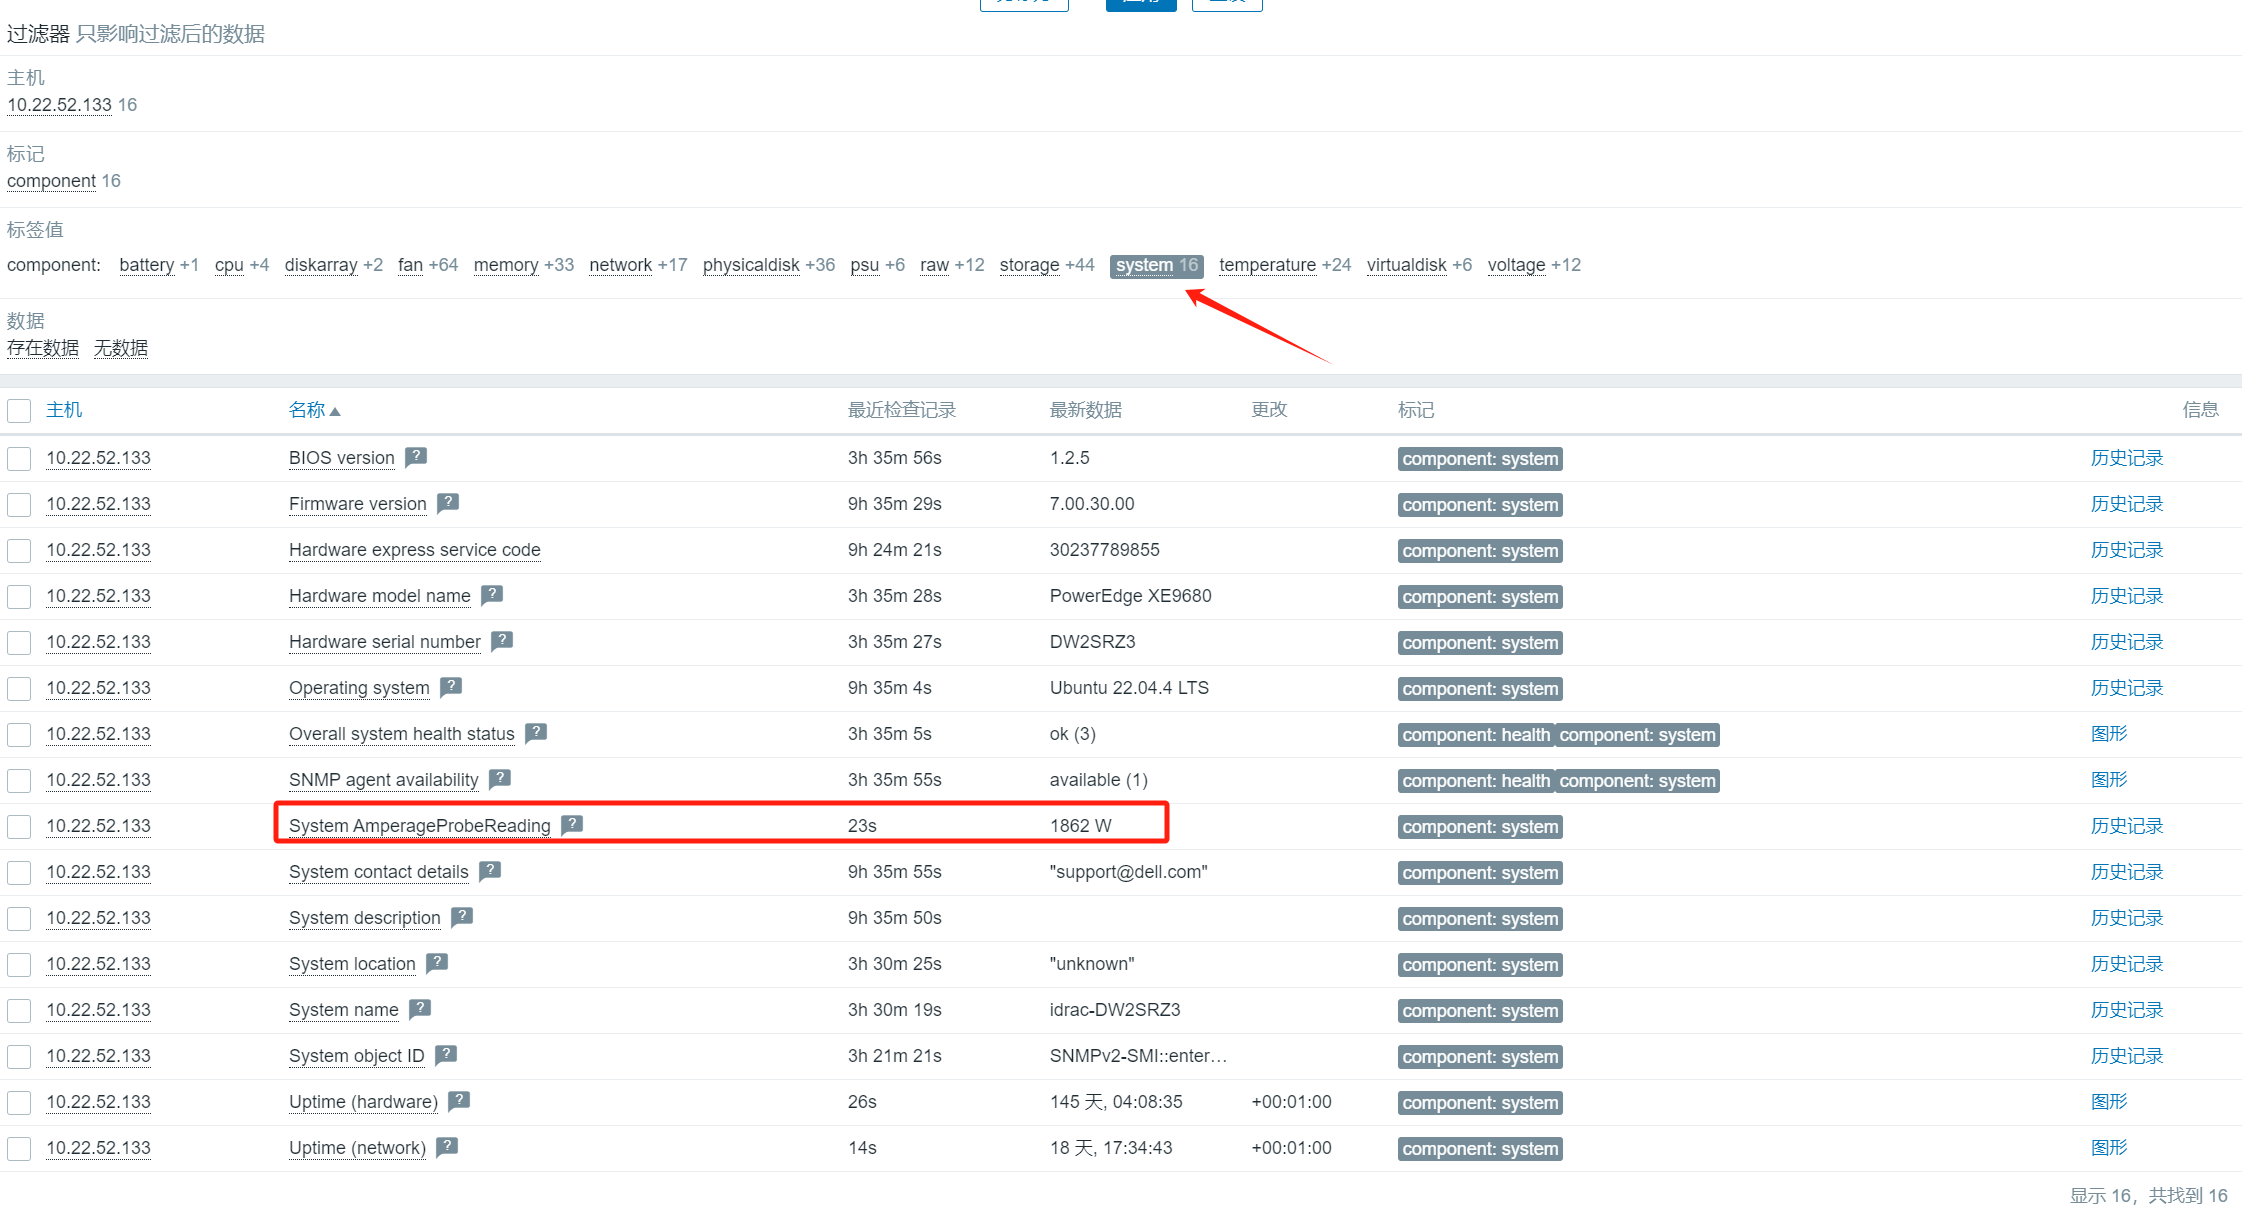 过滤器 只影响过滤后的数据
主机
10.22.52.133 16
标记
component 16
标签值
component: battery +1 cpu +4 diskarray +2 fan +64 memory +33 network +17 physicaldisk +36 psu +6 raw +12 storage +44 system 16 temperature +24 virtualdisk +6 voltage +12
数据
存在数据 无数据
主机 名称 最近检查记录 最新数据 更改 标记 信息
10.22.52.133 BIOS version ? 3h 35m 56s 1.2.5 component: system 历史记录
10.22.52.133 Firmware version ? 9h 35m 29s 7.00.30.00 component: system 历史记录
10.22.52.133 Hardware express service code 9h 24m 21s 30237789855 component: system 历史记录
10.22.52.133 Hardware model name ? 3h 35m 28s PowerEdge XE9680 component: system 历史记录
10.22.52.133 Hardware serial number ? 3h 35m 27s DW2SRZ3 component: system 历史记录
10.22.52.133 Operating system ? 9h 35m 4s Ubuntu 22.04.4 LTS component: system 历史记录
10.22.52.133 Overall system health status ? 3h 35m 5s ok (3) component: health component: system 图形
10.22.52.133 SNMP agent availability ? 3h 35m 55s available (1) component: health component: system 图形
10.22.52.133 System AmperageProbeReading ? 23s 1862 W component: system 历史记录
10.22.52.133 System contact details ? 9h 35m 55s "support@dell.com" component: system 历史记录
10.22.52.133 System description ? 9h 35m 50s component: system 历史记录
10.22.52.133 System location ? 3h 30m 25s "unknown" component: system 历史记录
10.22.52.133 System name ? 3h 30m 19s idrac-DW2SRZ3 component: system 历史记录
10.22.52.133 System object ID ? 3h 21m 21s SNMPv2-SMI::enter… component: system 历史记录
10.22.52.133 Uptime (hardware) ? 26s 145 天, 04:08:35 +00:01:00 component: system 图形
10.22.52.133 Uptime (network) ? 14s 18 天, 17:34:43 +00:01:00 component: system 图形
显示 16，共找到 16